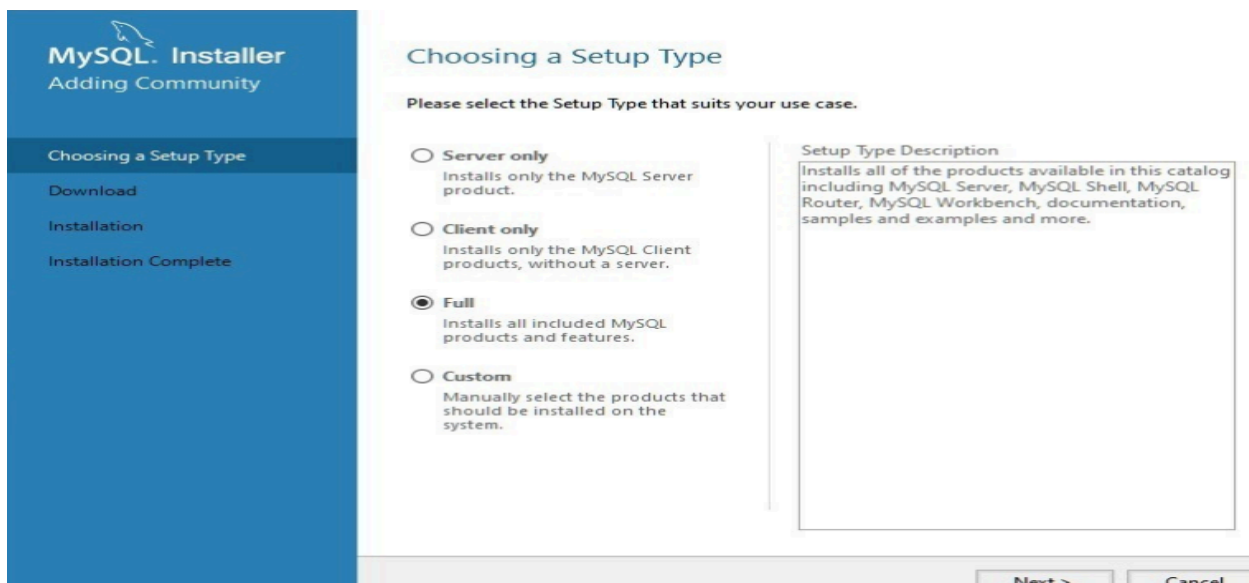 MySQL. Installer
Adding Community
Choosing a Setup Type
Download
Installation
Installation Complete
Choosing a Setup Type
Please select the Setup Type that suits your use case.
Server only
Installs only the MySQL Server
product.
Client only
Installs only the MySQL Client
products, without a server.
Full
Installs all included MySQL
products and features.
Custom
Manually select the products that
should be installed on the
system.
Setup Type Description
Installs all of the products available in this catalog
including MySQL Server, MySQL Shell, MySQL
Router, MySQL Workbench, documentation,
samples and examples and more.
Next >
Cancel